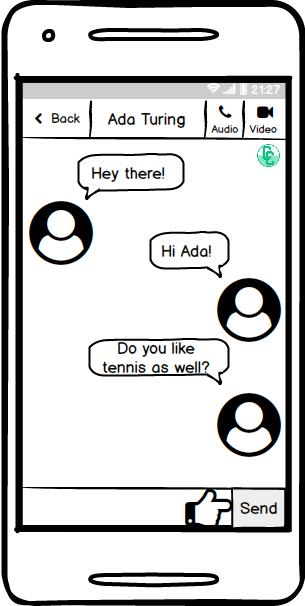 21:27
Back
Ada Turing
Audio
Video
Hey there!
Hi Ada!
Do you like
tennis as well?
Send